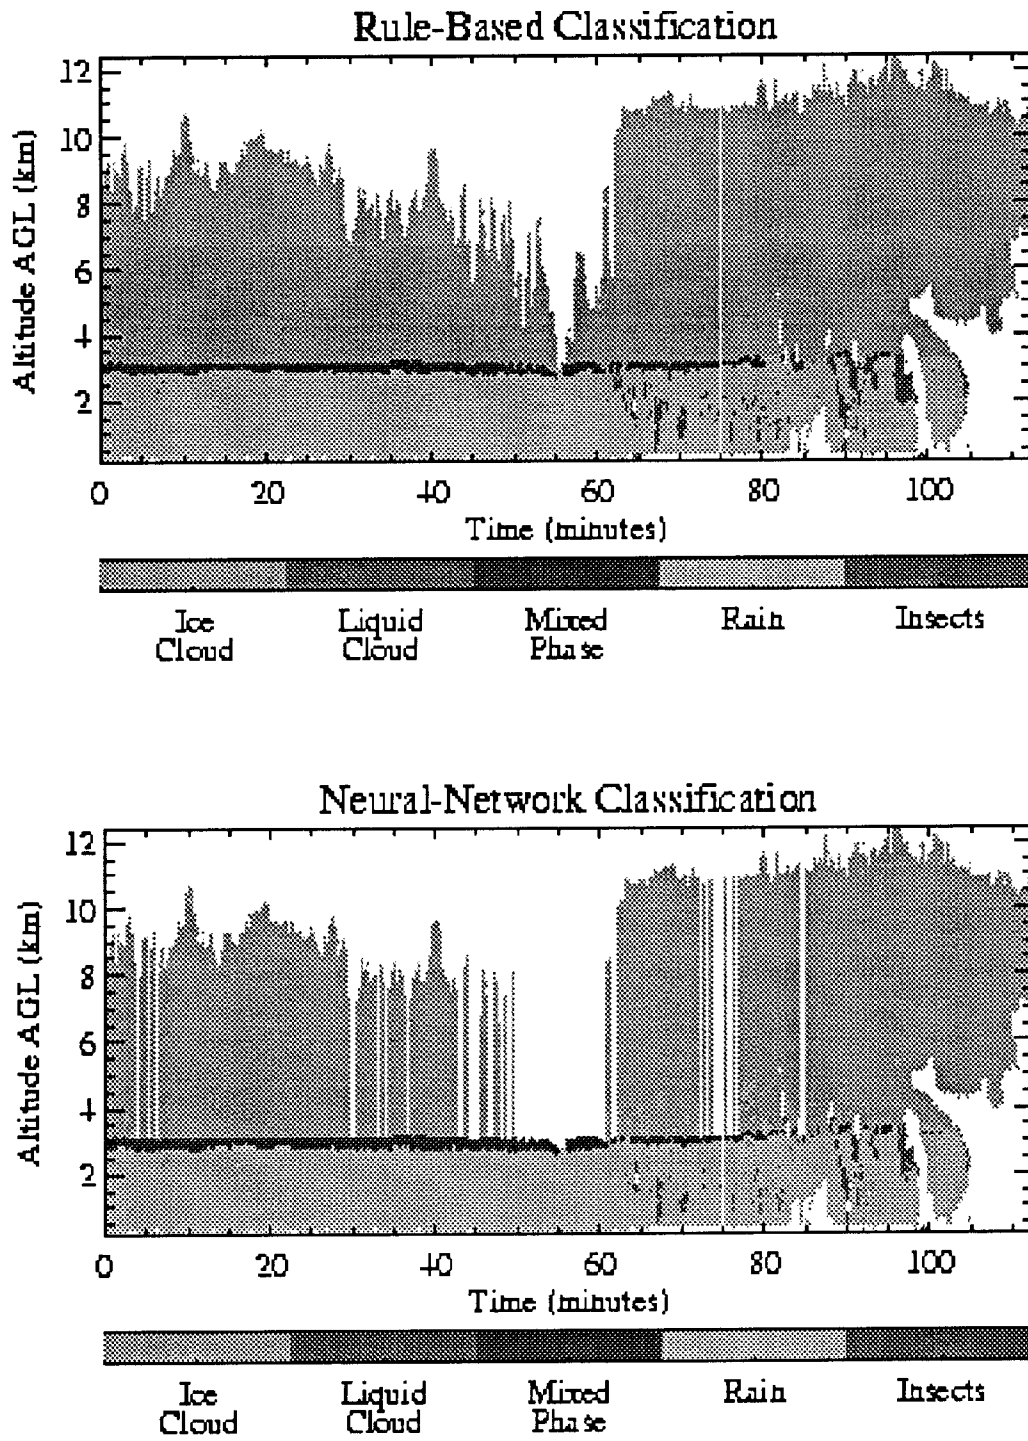 Rule-Based Classification
12
10
8
6
4
2
Altitude AGL (km)
0 20 40 60 80 100
Time (minutes)
Ice Cloud
Liquid Cloud
Mixed Phase
Rain
Insects
Neural-Network Classification
12
10
8
6
4
2
Altitude AGL (km)
0 20 40 60 80 100
Time (minutes)
Ice Cloud
Liquid Cloud
Mixed Phase
Rain
Insects